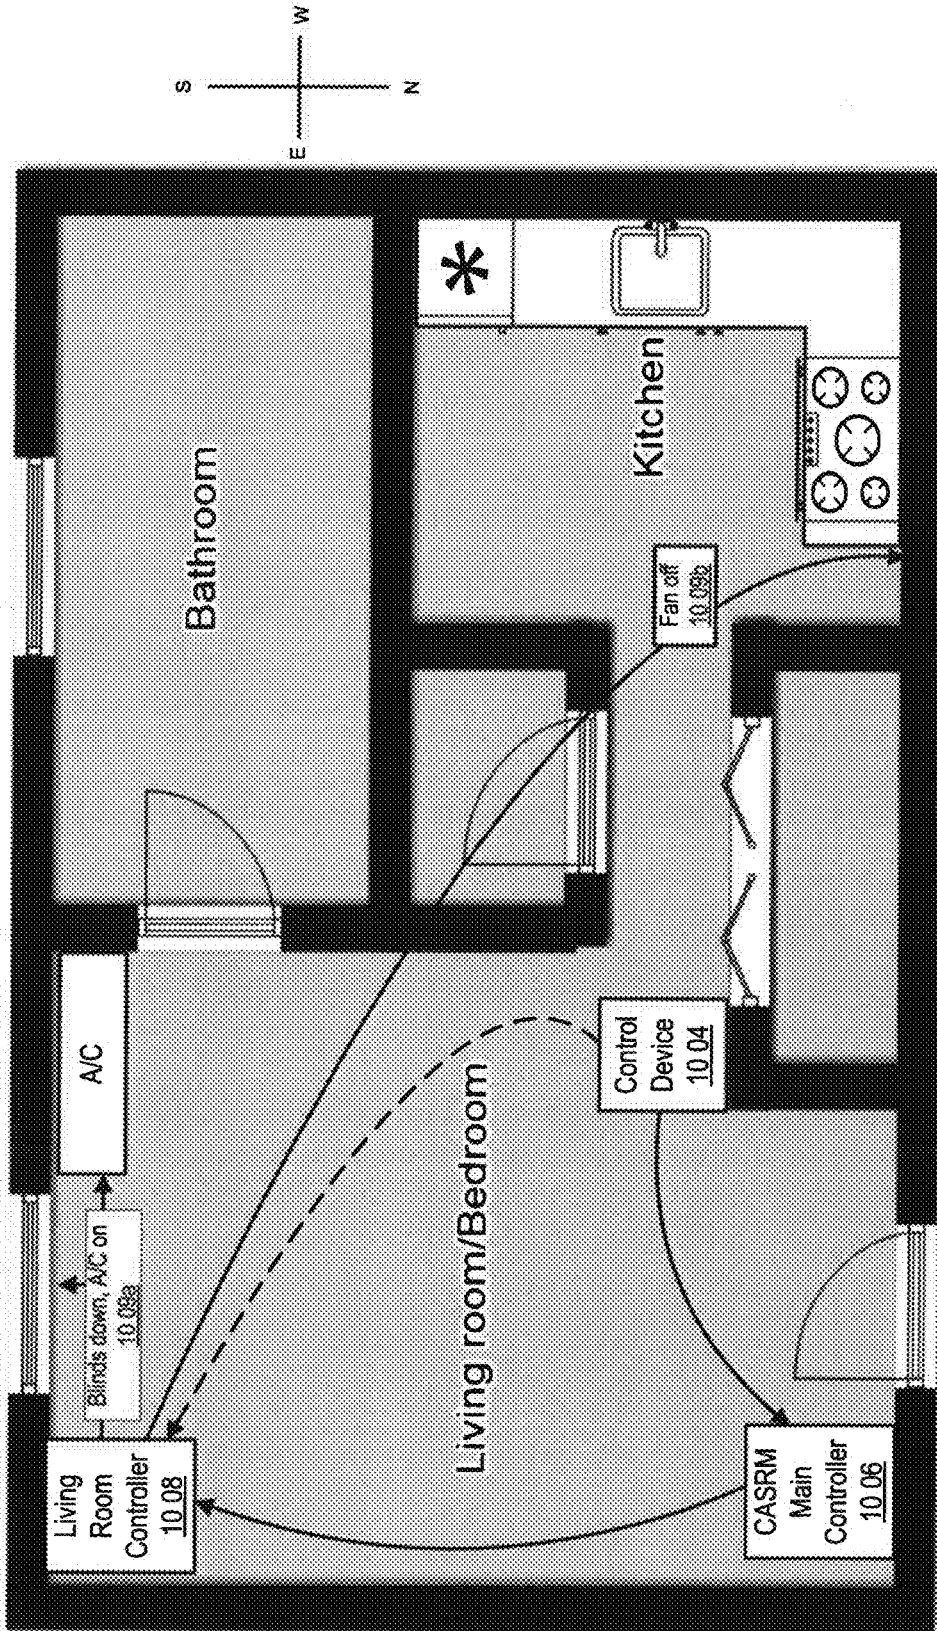 S
E
W
N
Bathroom
Kitchen
Fan off
10 09b
A/C
Blinds down, A/C on
10 09a
Living room/Bedroom
Control
Device
10 04
Living
Room
Controller
10 08
CASRM
Main
Controller
10 06